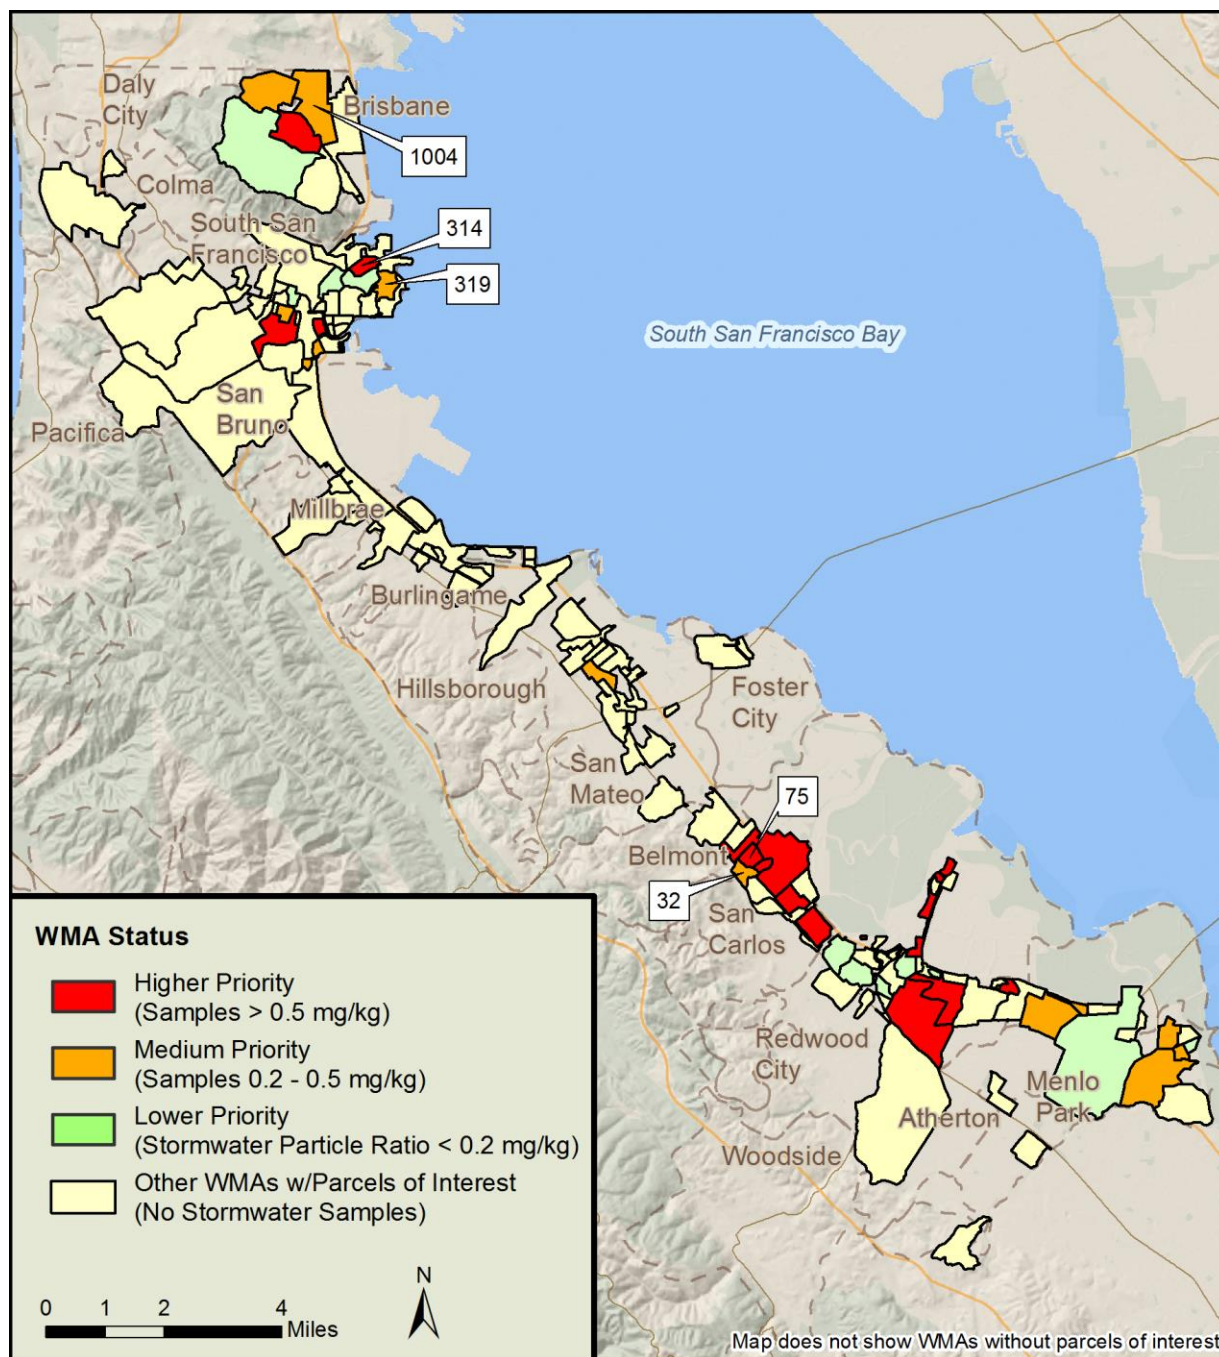 Daly
City
Brisbane
1004
Colma
South San
Francisco
314
319
South San Francisco Bay
San
Bruno
Pacifica
Millbrae
Burlingame
Hillsborough
Foster
City
San
Mateo
75
Belmont
32
San
Carlos
Redwood
City
Menlo
Park
Atherton
Woodside
WMA Status
Higher Priority
(Samples > 0.5 mg/kg)
Medium Priority
(Samples 0.2 - 0.5 mg/kg)
Lower Priority
(Stormwater Particle Ratio < 0.2 mg/kg)
Other WMAs w/Parcels of Interest
(No Stormwater Samples)
N
0 1 2 4
Miles
Map does not show WMAs without parcels of interest